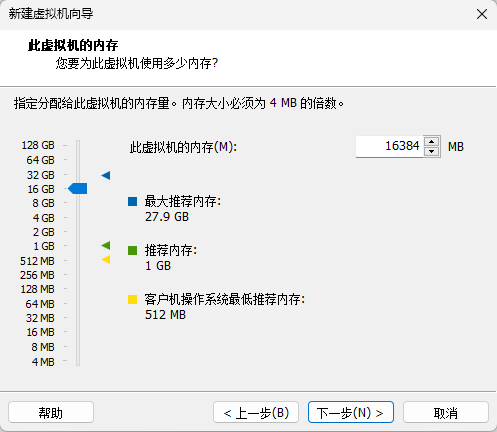 新建虚拟机向导
此虚拟机的内存
您要为此虚拟机使用多少内存?
指定分配给此虚拟机的内存量。内存大小必须为 4 MB 的倍数。
128 GB
64 GB
32 GB
16 GB
8 GB
4 GB
2 GB
1 GB
512 MB
256 MB
128 MB
64 MB
32 MB
16 MB
8 MB
4 MB
此虚拟机的内存(M): 16384 MB
最大推荐内存:
27.9 GB
推荐内存:
1 GB
客户机操作系统最低推荐内存:
512 MB
帮助 < 上一步(B) 下一步(N) > 取消